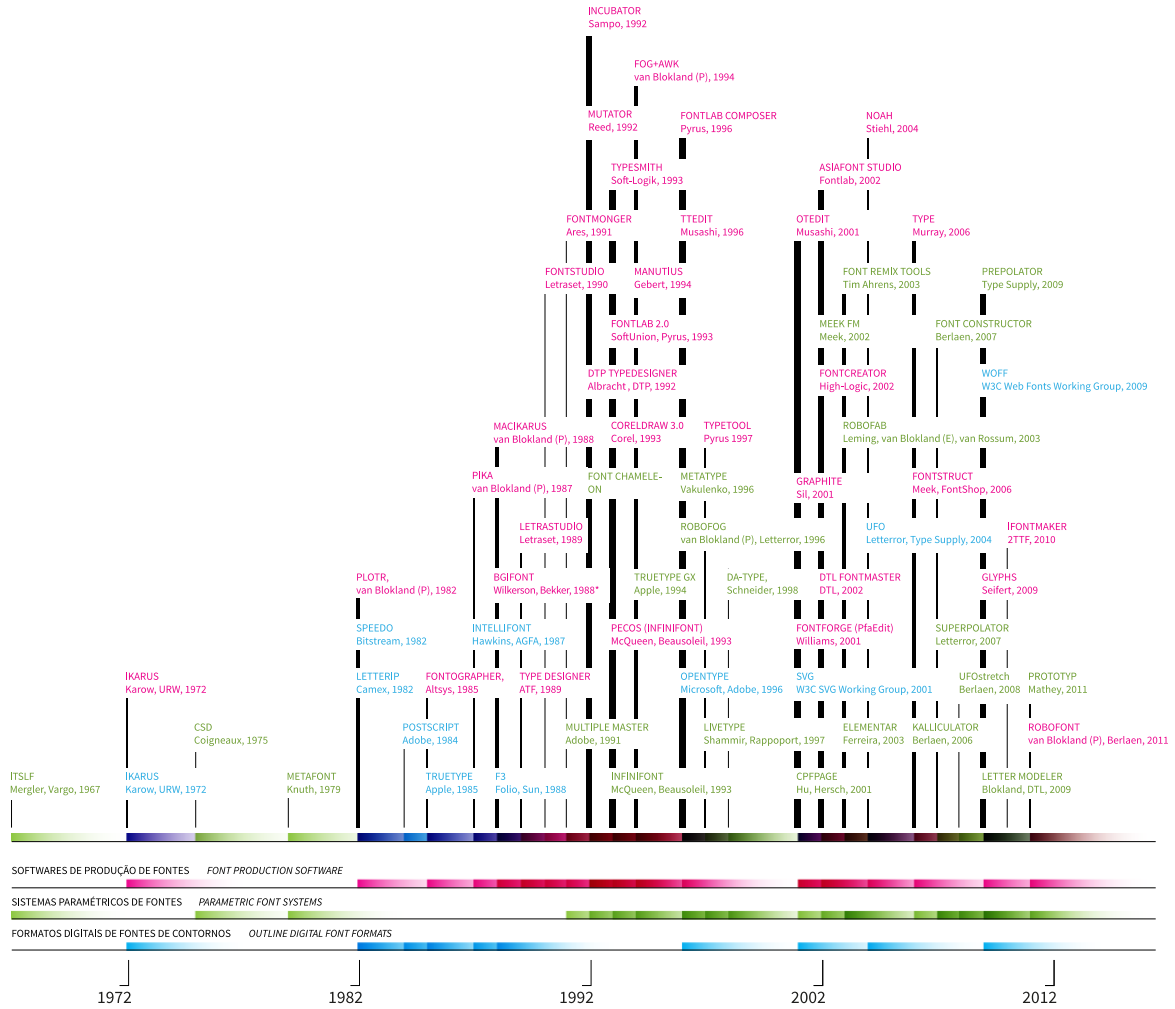 INCUBATOR
Sampo, 1992
FOG+AWK
van Blokland (P), 1994
MUTATOR
Reed, 1992
FONTLAB COMPOSER
Pyrus, 1996
NOAH
Stiehl, 2004
TYPESMITH
Soft-Logik, 1993
ASIAFONT STUDIO
Fontlab, 2002
FONTMONGER
Ares, 1991
TTEDIT
Musashi, 1996
OTEDIT
Musashi, 2001
TYPE
Murray, 2006
FONTSTUDIO
Letraset, 1990
MANUTIUS
Gebert, 1994
FONT REMIX TOOLS
Tim Ahrens, 2003
PREPOLATOR
Type Supply, 2009
FONTLAB 2.0
SoftUnion, Pyrus, 1993
MEEK FM
Meek, 2002
FONT CONSTRUCTOR
Berlaen, 2007
DTP TYPEDESIGNER
Albracht, DTP, 1992
FONTCREATOR
High-Logic, 2002
WOFF
W3C Web Fonts Working Group, 2009
MACIKARUS
van Blokland (P), 1988
CORELDRAW 3.0
Corel, 1993
TYPETOOL
Pyrus 1997
ROBOFAB
Leming, van Blokland (E), van Rossum, 2003
PIKA
van Blokland (P), 1987
FONT CHAMELE-
ON
METATYPE
Vakulenko, 1996
GRAPHITE
Sil, 2001
FONTSTRUCT
Meek, FontShop, 2006
LETRASTUDIO
Letraset, 1989
ROBOFOG
van Blokland (P), Letterror, 1996
UFO
Letterror, Type Supply, 2004
IFONTMAKER
2TTF, 2010
PLOTR,
van Blokland (P), 1982
BGIFONT
Wilkerson, Bekker, 1988*
TRUETYPE GX
Apple, 1994
DA-TYPE,
Schneider, 1998
DTL FONTMASTER
DTL, 2002
GLYPHS
Seifert, 2009
SPEEDO
Bitstream, 1982
INTELLIFONT
Hawkins, AGFA, 1987
PECOS (INFINIFONT)
McQueen, Beausoleil, 1993
FONTFORGE (PfaEdit)
Williams, 2001
SUPERPOLATOR
Letterror, 2007
IKARUS
Karow, URW, 1972
LETTERIP
Camex, 1982
FONTOGRAPHER,
Altsys, 1985
TYPE DESIGNER
ATF, 1989
OPENTYPE
Microsoft, Adobe, 1996
SVG
W3C SVG Working Group, 2001
UFOstretch
Berlaen, 2008
PROTOTYP
Mathey, 2011
CSD
Coigneaux, 1975
POSTSCRIPT
Adobe, 1984
MULTIPLE MASTER
Adobe, 1991
LIVETYPE
Shammir, Rappoport, 1997
ELEMENTAR
Ferreira, 2003
KALLICULATOR
Berlaen, 2006
ROBOFONT
van Blokland (P), Berlaen, 2011
ITSLF
Mergler, Vargo, 1967
IKARUS
Karow, URW, 1972
METAFONT
Knuth, 1979
TRUETYPE
Apple, 1985
F3
Folio, Sun, 1988
INFINIFONT
McQueen, Beausoleil, 1993
CPFPAGE
Hu, Hersch, 2001
LETTER MODELER
Blokland, DTL, 2009
SOFTWARES DE PRODUÇÃO DE FONTES FONT PRODUCTION SOFTWARE
SISTEMAS PARAMÉTRICOS DE FONTES PARAMETRIC FONT SYSTEMS
FORMATOS DIGITAIS DE FONTES DE CONTORNOS OUTLINE DIGITAL FONT FORMATS
1972 1982 1992 2002 2012